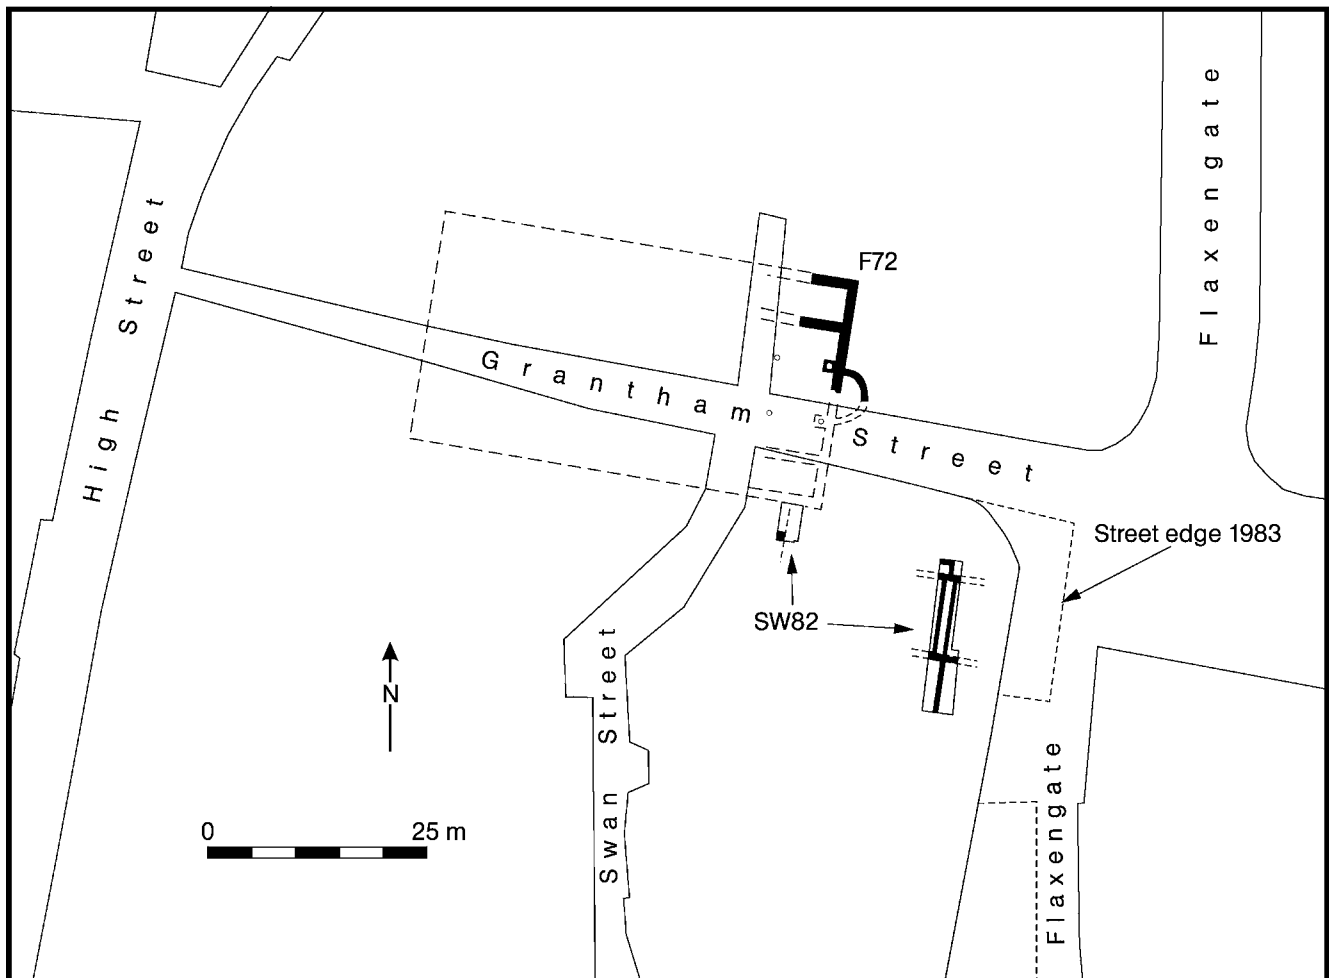 Flaxengate
High Street
F72
Grantham Street
Street edge 1983
SW82
N
Swan Street
Flaxengate
0 25 m